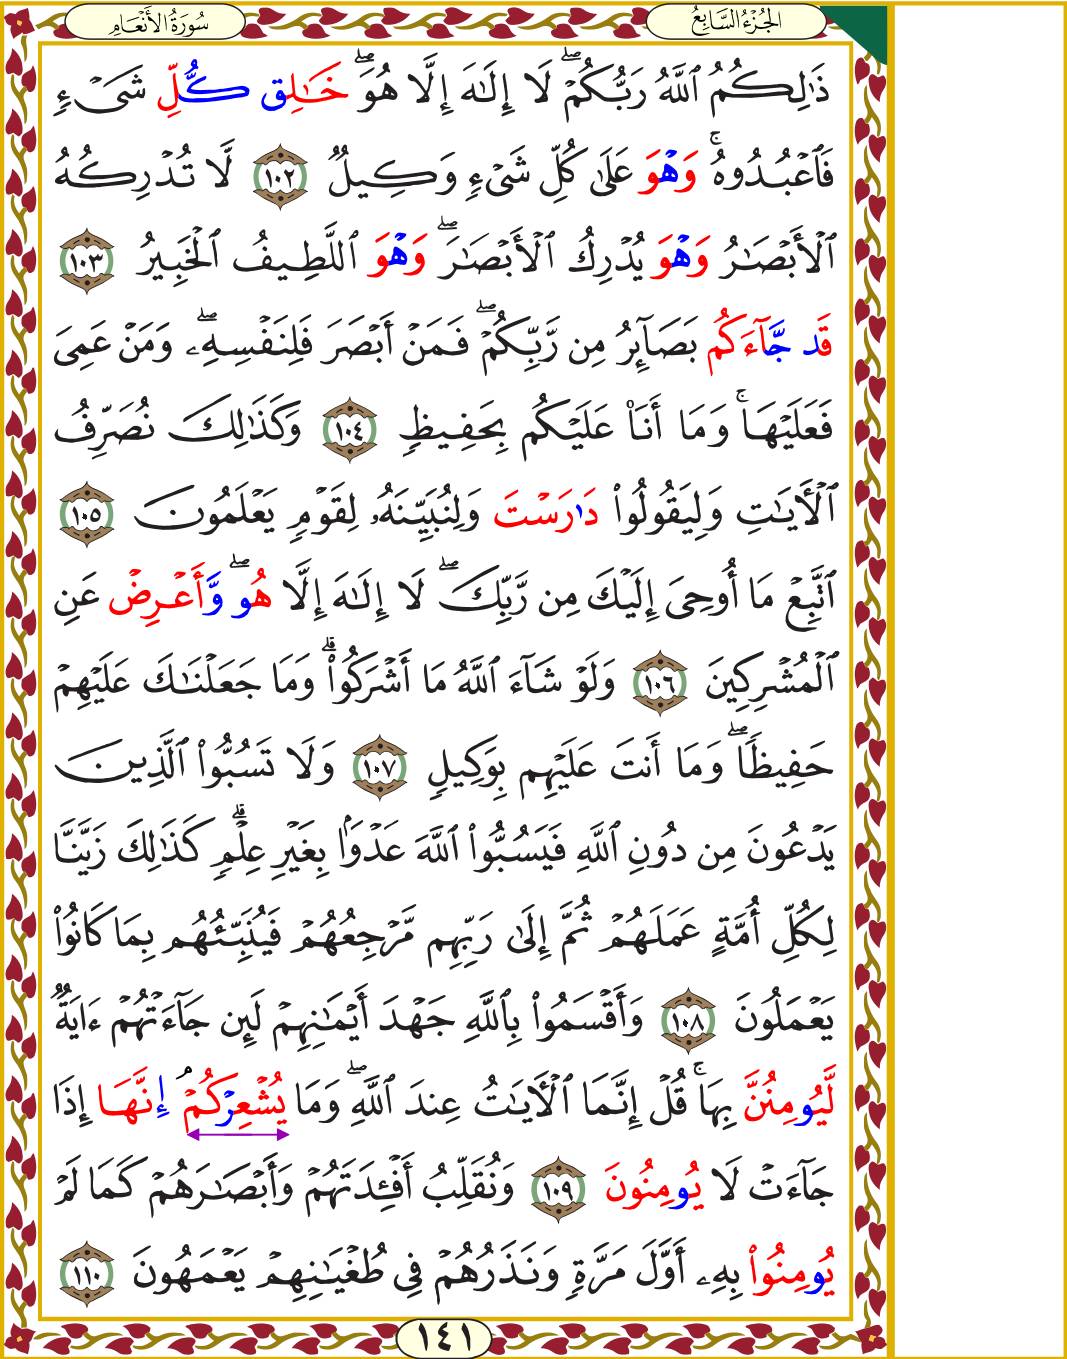 سُورَةُ الأَنْعَامِ
الجُزْءُ السَّابِعُ
ذَٰلِكُمُ ٱللَّهُ رَبُّكُمْۖ لَا إِلَـٰهَ إِلَّا هُوَۖ خَـٰلِق كُّلِّ شَىْءٍ
فَٱعْبُدُوهُۚ وَهْوَ عَلَىٰ كُلِّ شَىْءٍ وَكِيلٌ ١٠٢ لَّا تُدْرِكُهُ
ٱلْأَبْصَـٰرُ وَهْوَ يُدْرِكُ ٱلْأَبْصَـٰرَۖ وَهْوَ ٱللَّطِيفُ ٱلْخَبِيرُ ١٠٣
قَد جَّآءَكُم بَصَآئِرُ مِن رَّبِّكُمْۖ فَمَنْ أَبْصَرَ فَلِنَفْسِهِۦۖ وَمَنْ عَمِىَ
فَعَلَيْهَاۚ وَمَا أَنَا۠ عَلَيْكُم بِحَفِيظٍ ١٠٤ وَكَذَٰلِكَ نُصَرِّفُ
ٱلْأَيَـٰتِ وَلِيَقُولُوا۟ دَٰرَسْتَ وَلِنُبَيِّنَهُۥ لِقَوْمٍ يَعْلَمُونَ ١٠٥
ٱتَّبِعْ مَا أُوحِىَ إِلَيْكَ مِن رَّبِّكَۖ لَا إِلَـٰهَ إِلَّا هُوۖ وَّأَعْرِضْ عَنِ
ٱلْمُشْرِكِينَ ١٠٦ وَلَوْ شَآءَ ٱللَّهُ مَا أَشْرَكُوا۟ۗ وَمَا جَعَلْنَـٰكَ عَلَيْهِمْ
حَفِيظًاۖ وَمَا أَنتَ عَلَيْهِم بِوَكِيلٍ ١٠٧ وَلَا تَسُبُّوا۟ ٱلَّذِينَ
يَدْعُونَ مِن دُونِ ٱللَّهِ فَيَسُبُّوا۟ ٱللَّهَ عَدْوًا بِغَيْرِ عِلْمٍۗ كَذَٰلِكَ زَيَّنَّا
لِكُلِّ أُمَّةٍ عَمَلَهُمْ ثُمَّ إِلَىٰ رَبِّهِم مَّرْجِعُهُمْ فَيُنَبِّئُهُم بِمَا كَانُوا۟
يَعْمَلُونَ ١٠٨ وَأَقْسَمُوا۟ بِٱللَّهِ جَهْدَ أَيْمَـٰنِهِمْ لَئِن جَآءَتْهُمْ ءَايَةٌ
لَّيُومِنُنَّ بِهَاۚ قُلْ إِنَّمَا ٱلْأَيَـٰتُ عِندَ ٱللَّهِۖ وَمَا يُشْعِرْكُمُۥ إِنَّهَا إِذَا
جَآءَتْ لَا يُومِنُونَ ١٠٩ وَنُقَلِّبُ أَفْـِٔدَتَهُمْ وَأَبْصَـٰرَهُمْ كَمَا لَمْ
يُومِنُوا۟ بِهِۦ أَوَّلَ مَرَّةٍ وَنَذَرُهُمْ فِى طُغْيَـٰنِهِمْ يَعْمَهُونَ ١١٠
١٤١